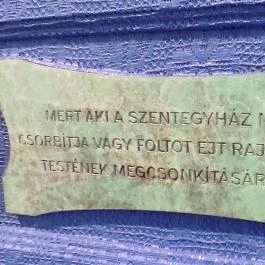 MERT AKI A SZENTEGYHÁZ
CSORBÍTJA VAGY FOLTOT EJT RAJ
TESTÉNEK MEGCSONKÍTÁSÁR